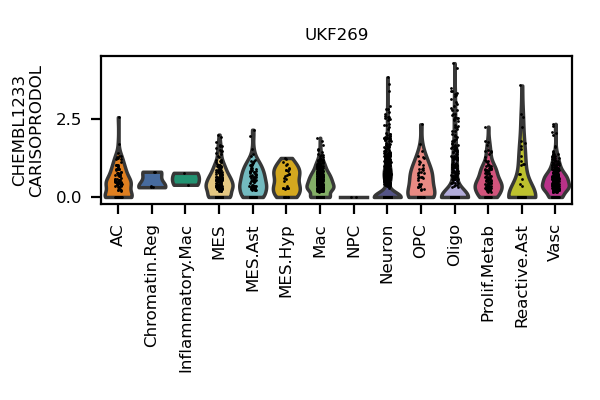 UKF269
CHEMBL1233
CARISOPRODOL
2.5
0.0
AC
Chromatin.Reg
Inflammatory.Mac
MES
MES.Ast
MES.Hyp
Mac
NPC
Neuron
OPC
Oligo
Prolif.Metab
Reactive.Ast
Vasc